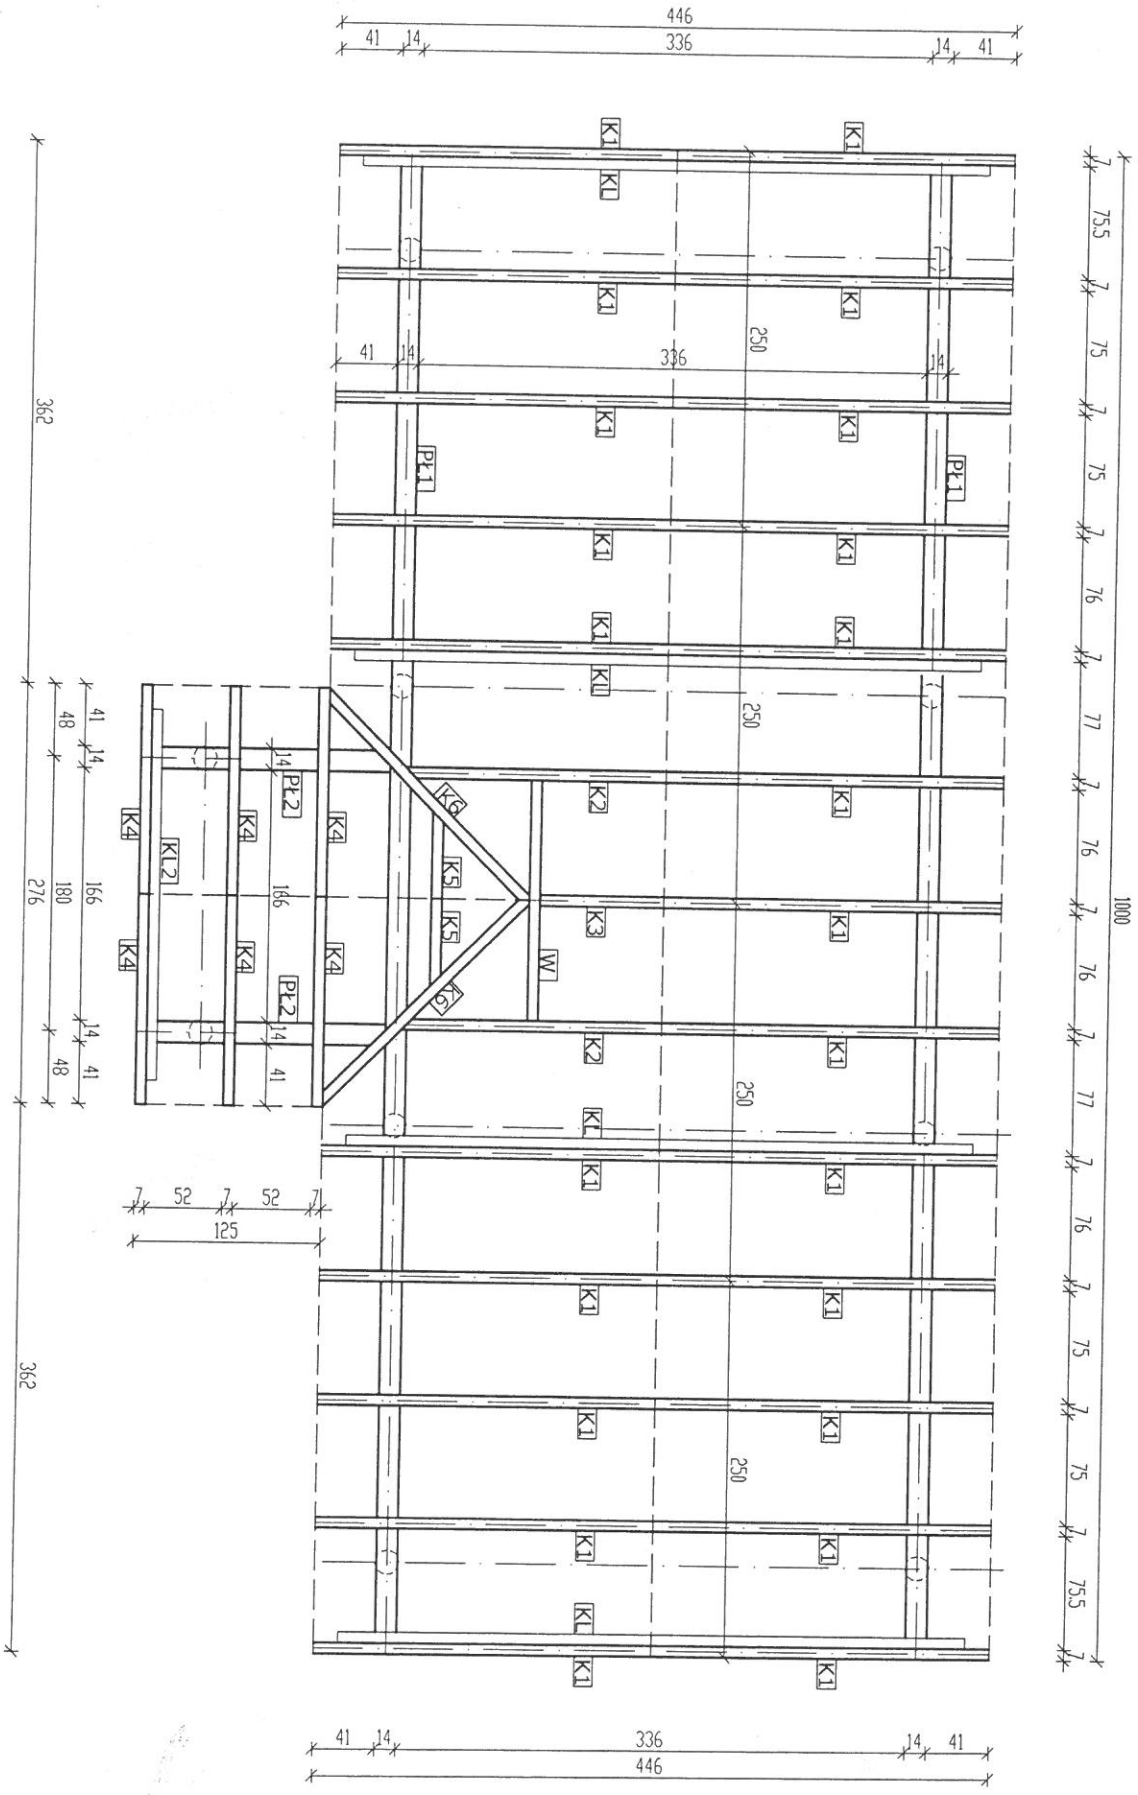 446
41 14 336 14 41
K1 K1
KL
K1 K1
41 14 336 14
250
K1 K1
PŁ1 PŁ1
K1 K1
K1 K1
KL
250
K2 K1
K6
K5
K5
K6
K3 K1
W
K2 K1
250
KL
K1 K1
K1 K1
K1 K1
250
K1 K1
KL
K1 K1
K4 K4 K4
KL2
PŁ2
K4 K4 K4
PŁ2
14
166
14
41
7 52 7 52 7
125
41 14 166 14 41
48 180 48
362 276 362
7 75.5 7 75 7 75 7 76 7 77 7 76 7 76 7 77 7 76 7 75 7 75 7 75.5 7
1000
41 14 336 14 41
446